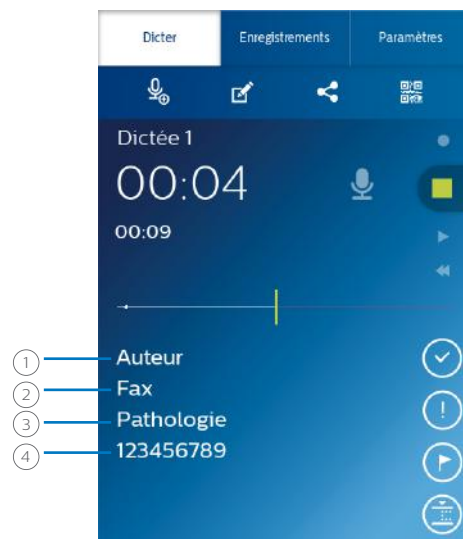 Dicter Enregistrements Paramètres
Dictée 1
00:04
00:09
1 Auteur
2 Fax
3 Pathologie
4 123456789